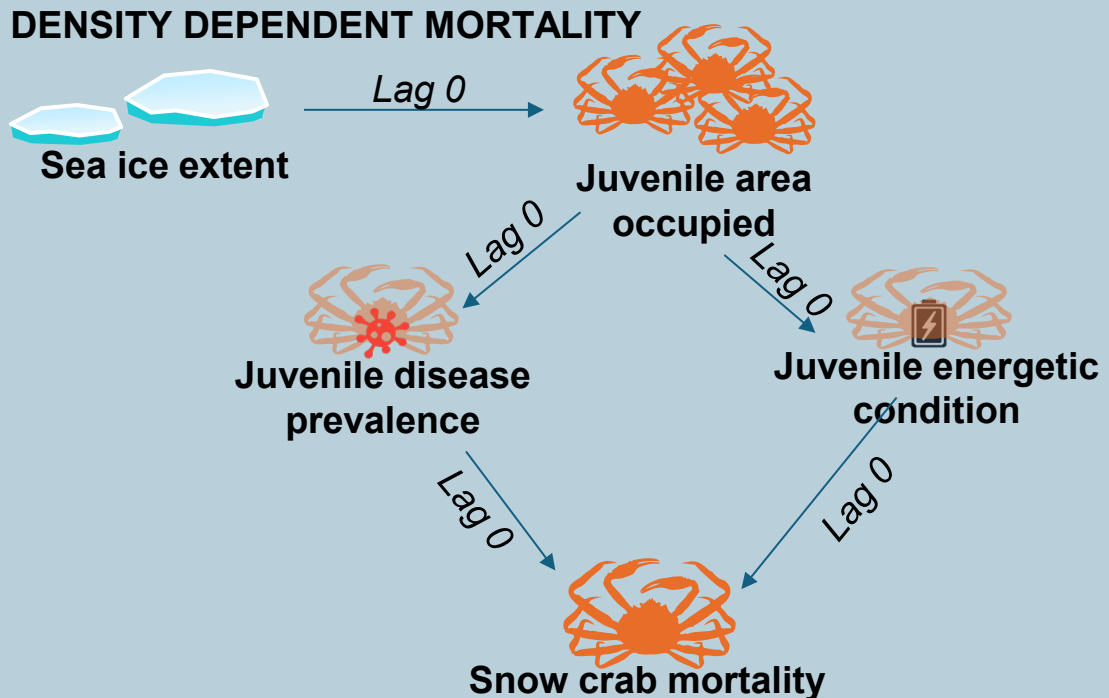 DENSITY DEPENDENT MORTALITY
Lag 0
Sea ice extent
Juvenile area
occupied
Lag 0
Lag 0
Juvenile disease
prevalence
Juvenile energetic
condition
Lag 0
Lag 0
Snow crab mortality